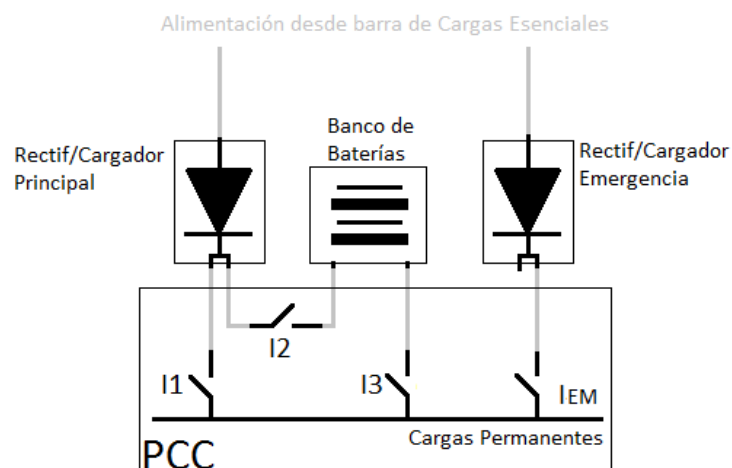 Alimentación desde barra de Cargas Esenciales
Rectif/Cargador
Principal
Banco de
Baterías
Rectif/Cargador
Emergencia
I2
I1
I3
IEM
Cargas Permanentes
PCC